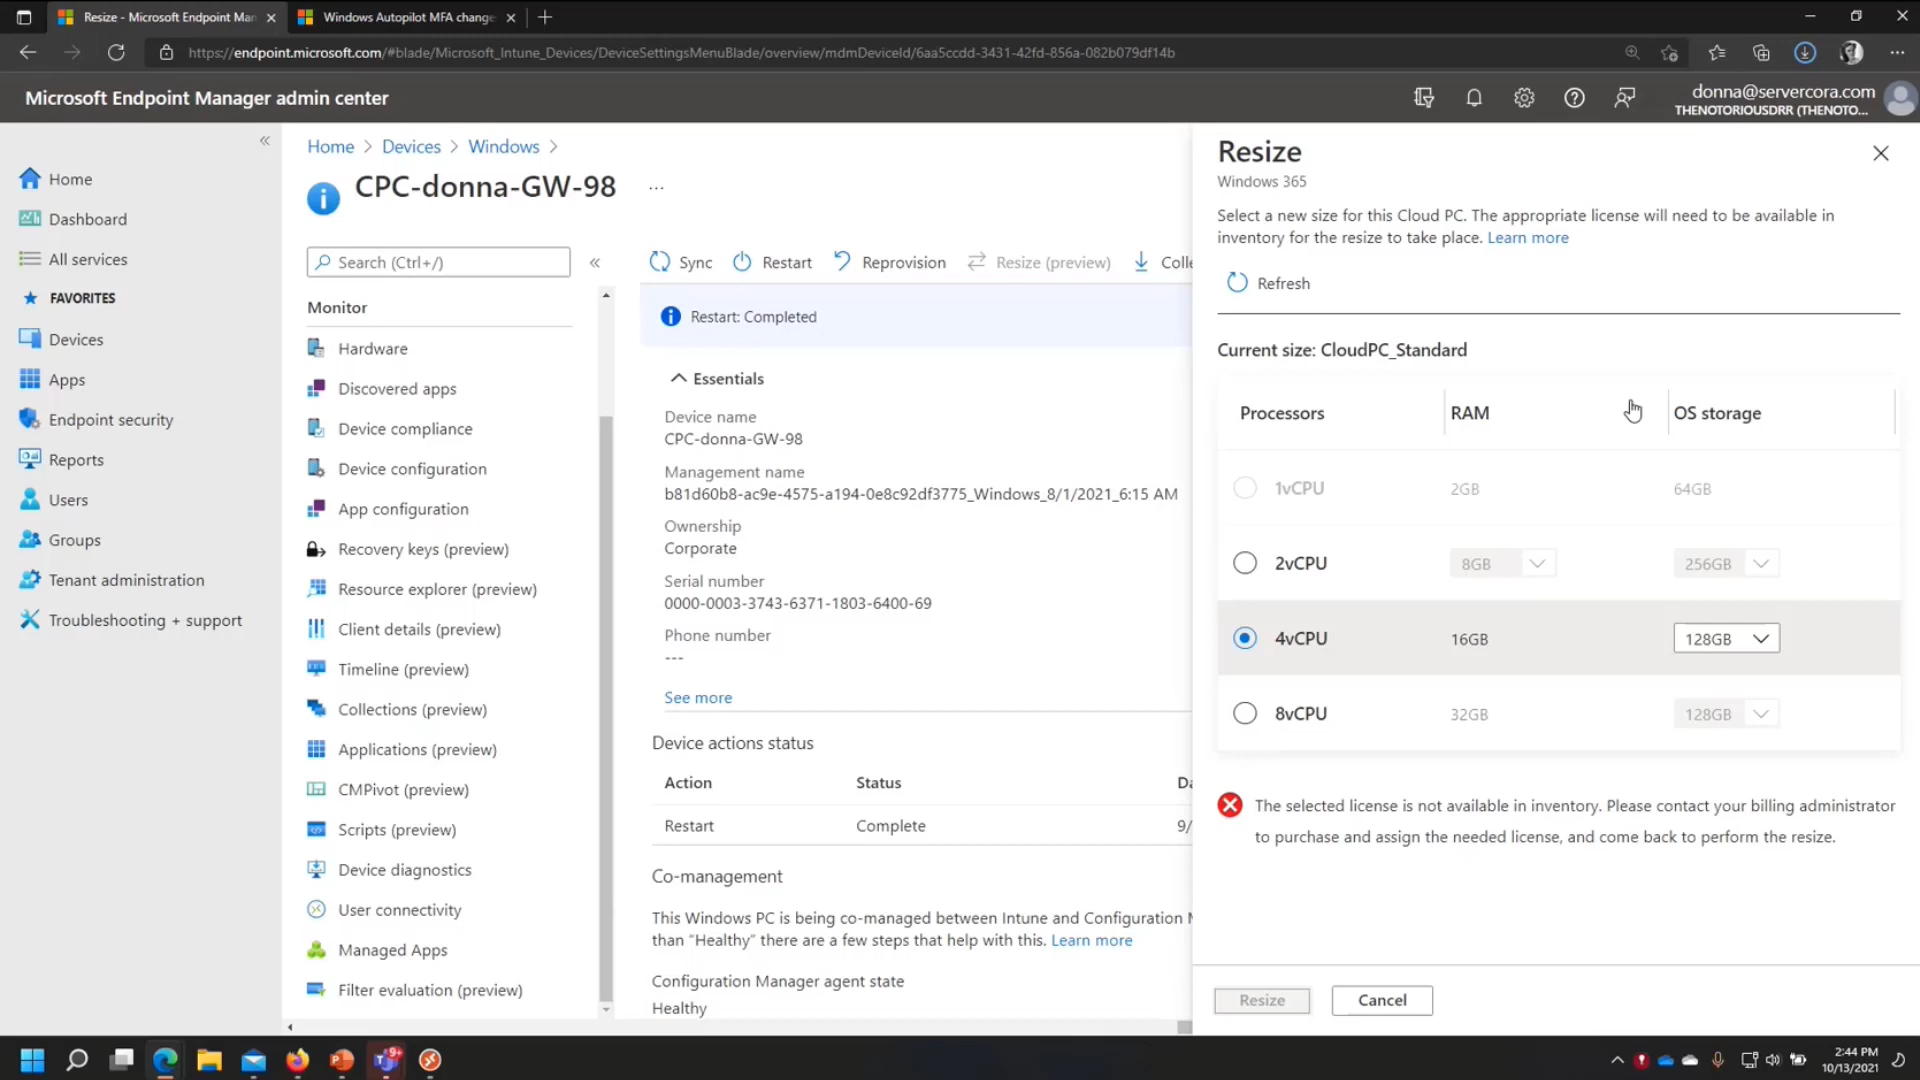 Resize - Microsoft Endpoint Man
Windows Autopilot MFA change
https://endpoint.microsoft.com/#blade/Microsoft_Intune_Devices/DeviceSettingsMenuBlade/overview/mdmDeviceId/6aa5ccdd-3431-42fd-856a-082b079df14b
Microsoft Endpoint Manager admin center
donna@servercora.com
THENOTORIOUSDRR (THENOTO...
Home
Dashboard
All services
FAVORITES
Devices
Apps
Endpoint security
Reports
Users
Groups
Tenant administration
Troubleshooting + support
Home > Devices > Windows >
CPC-donna-GW-98 ...
Search (Ctrl+/)
Monitor
Hardware
Discovered apps
Device compliance
Device configuration
App configuration
Recovery keys (preview)
Resource explorer (preview)
Client details (preview)
Timeline (preview)
Collections (preview)
Applications (preview)
CMPivot (preview)
Scripts (preview)
Device diagnostics
User connectivity
Managed Apps
Filter evaluation (preview)
Sync Restart Reprovision Resize (preview) Colle
Restart: Completed
Essentials
Device name
CPC-donna-GW-98
Management name
b81d60b8-ac9e-4575-a194-0e8c92df3775_Windows_8/1/2021_6:15 AM
Ownership
Corporate
Serial number
0000-0003-3743-6371-1803-6400-69
Phone number
---
See more
Device actions status
Action Status Da
Restart Complete 9/
Co-management
This Windows PC is being co-managed between Intune and Configuration M
than "Healthy" there are a few steps that help with this. Learn more
Configuration Manager agent state
Healthy
Resize
Windows 365
Select a new size for this Cloud PC. The appropriate license will need to be available in
inventory for the resize to take place. Learn more
Refresh
Current size: CloudPC_Standard
Processors RAM OS storage
1vCPU 2GB 64GB
2vCPU 8GB 256GB
4vCPU 16GB 128GB
8vCPU 32GB 128GB
The selected license is not available in inventory. Please contact your billing administrator
to purchase and assign the needed license, and come back to perform the resize.
Resize Cancel
9+
2:44 PM
10/13/2021